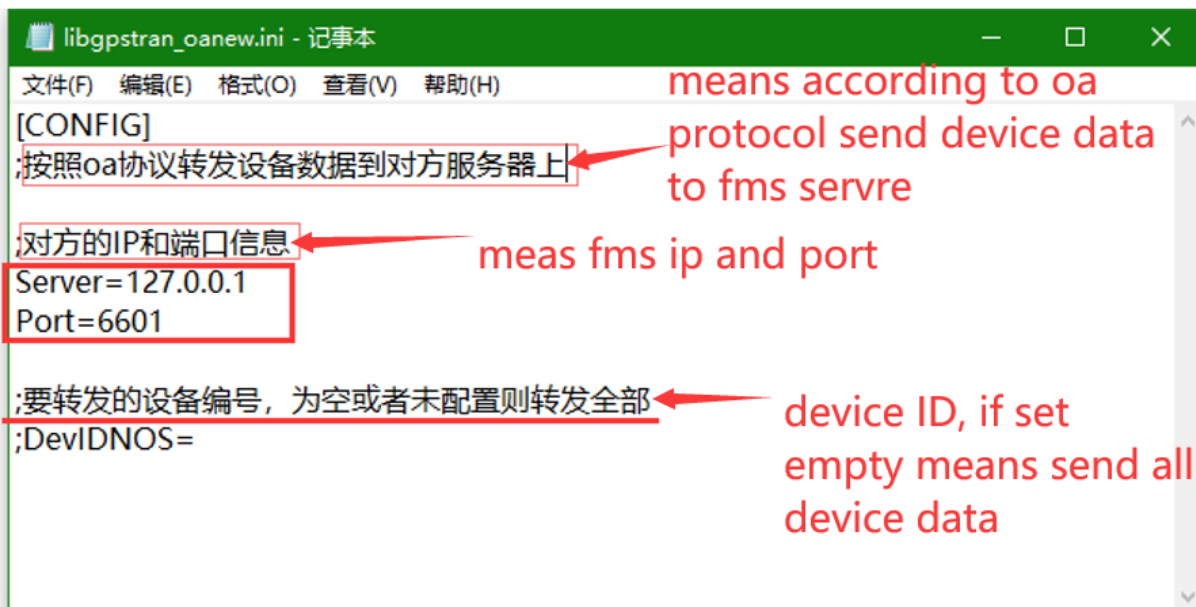 libgpstran_oanew.ini - 记事本
文件(F) 编辑(E) 格式(O) 查看(V) 帮助(H)
[CONFIG]
;按照oa协议转发设备数据到对方服务器上
means according to oa
protocol send device data
to fms servre
;对方的IP和端口信息
meas fms ip and port
Server=127.0.0.1
Port=6601
;要转发的设备编号，为空或者未配置则转发全部
;DevIDNOS=
device ID, if set
empty means send all
device data